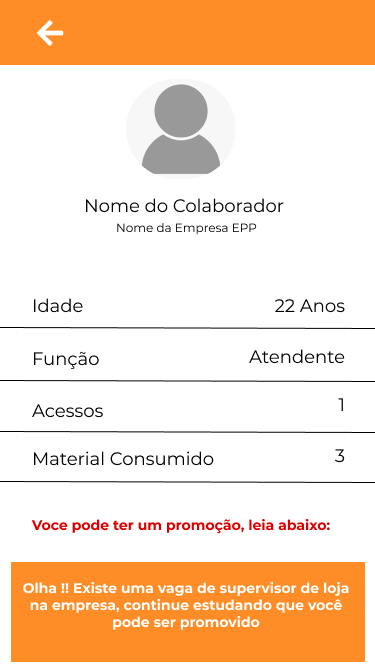 Nome do Colaborador
Nome da Empresa EPP
Idade 22 Anos
Função Atendente
Acessos 1
Material Consumido 3
Voce pode ter um promoção, leia abaixo:
Olha !! Existe uma vaga de supervisor de loja
na empresa, continue estudando que você
pode ser promovido